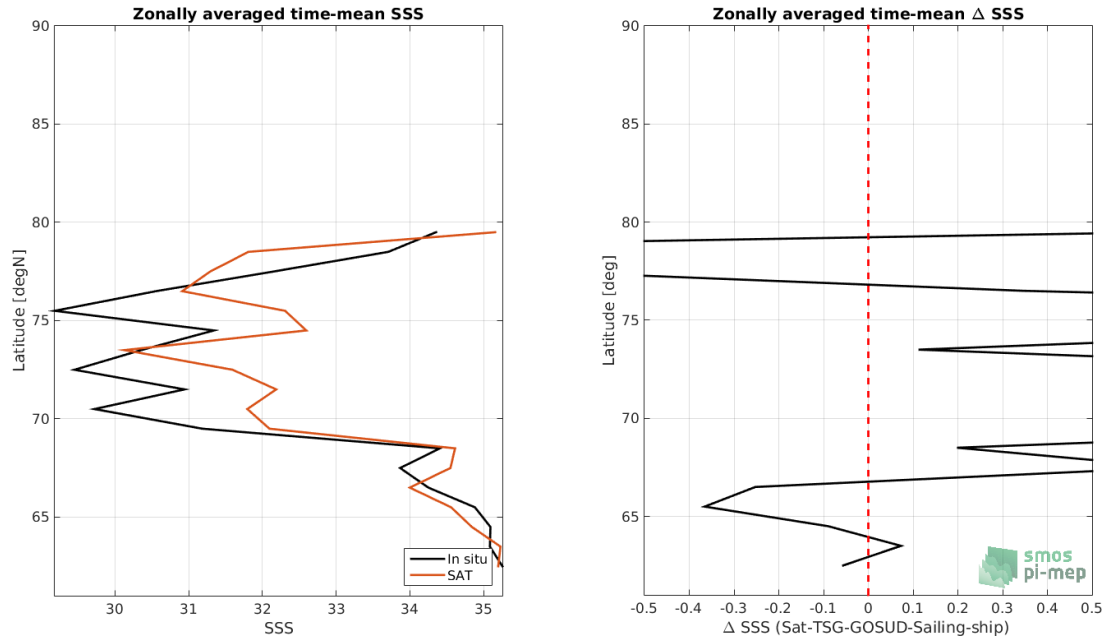 Zonally averaged time-mean SSS
90
85
80
75
70
65
30
31
32
33
34
35
Latitude [degN]
SSS
In situ
SAT
Zonally averaged time-mean Δ SSS
90
85
80
75
70
65
-0.5
-0.4
-0.3
-0.2
-0.1
0
0.1
0.2
0.3
0.4
0.5
Latitude [deg]
Δ SSS (Sat-TSG-GOSUD-Sailing-ship)
smos
pi-mep